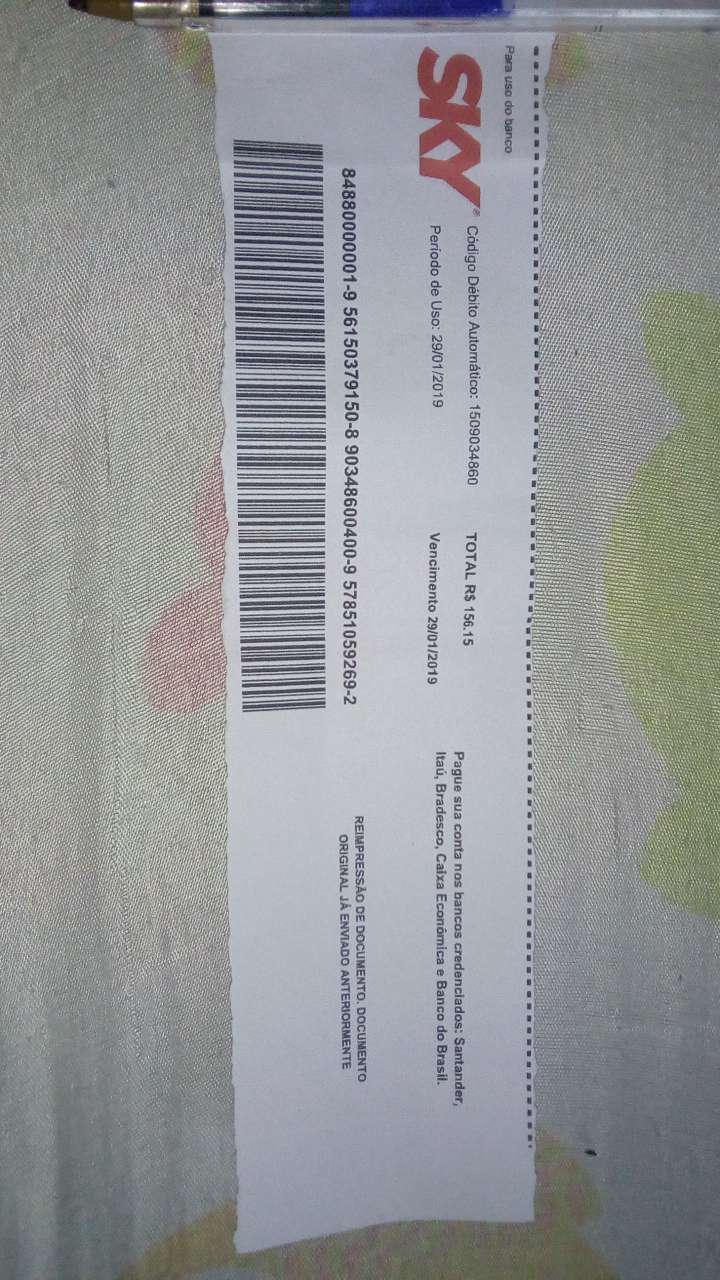 Para uso do banco
SKY®
Código Débito Automático: 1509034860
TOTAL R$ 156.15
Pague sua conta nos bancos credenciados: Santander,
Itaú, Bradesco, Caixa Econômica e Banco do Brasil.
Período de Uso: 29/01/2019
Vencimento 29/01/2019
84880000001-9 56150379150-8 90348600400-9 57851059269-2
REIMPRESSÃO DE DOCUMENTO. DOCUMENTO
ORIGINAL JÁ ENVIADO ANTERIORMENTE